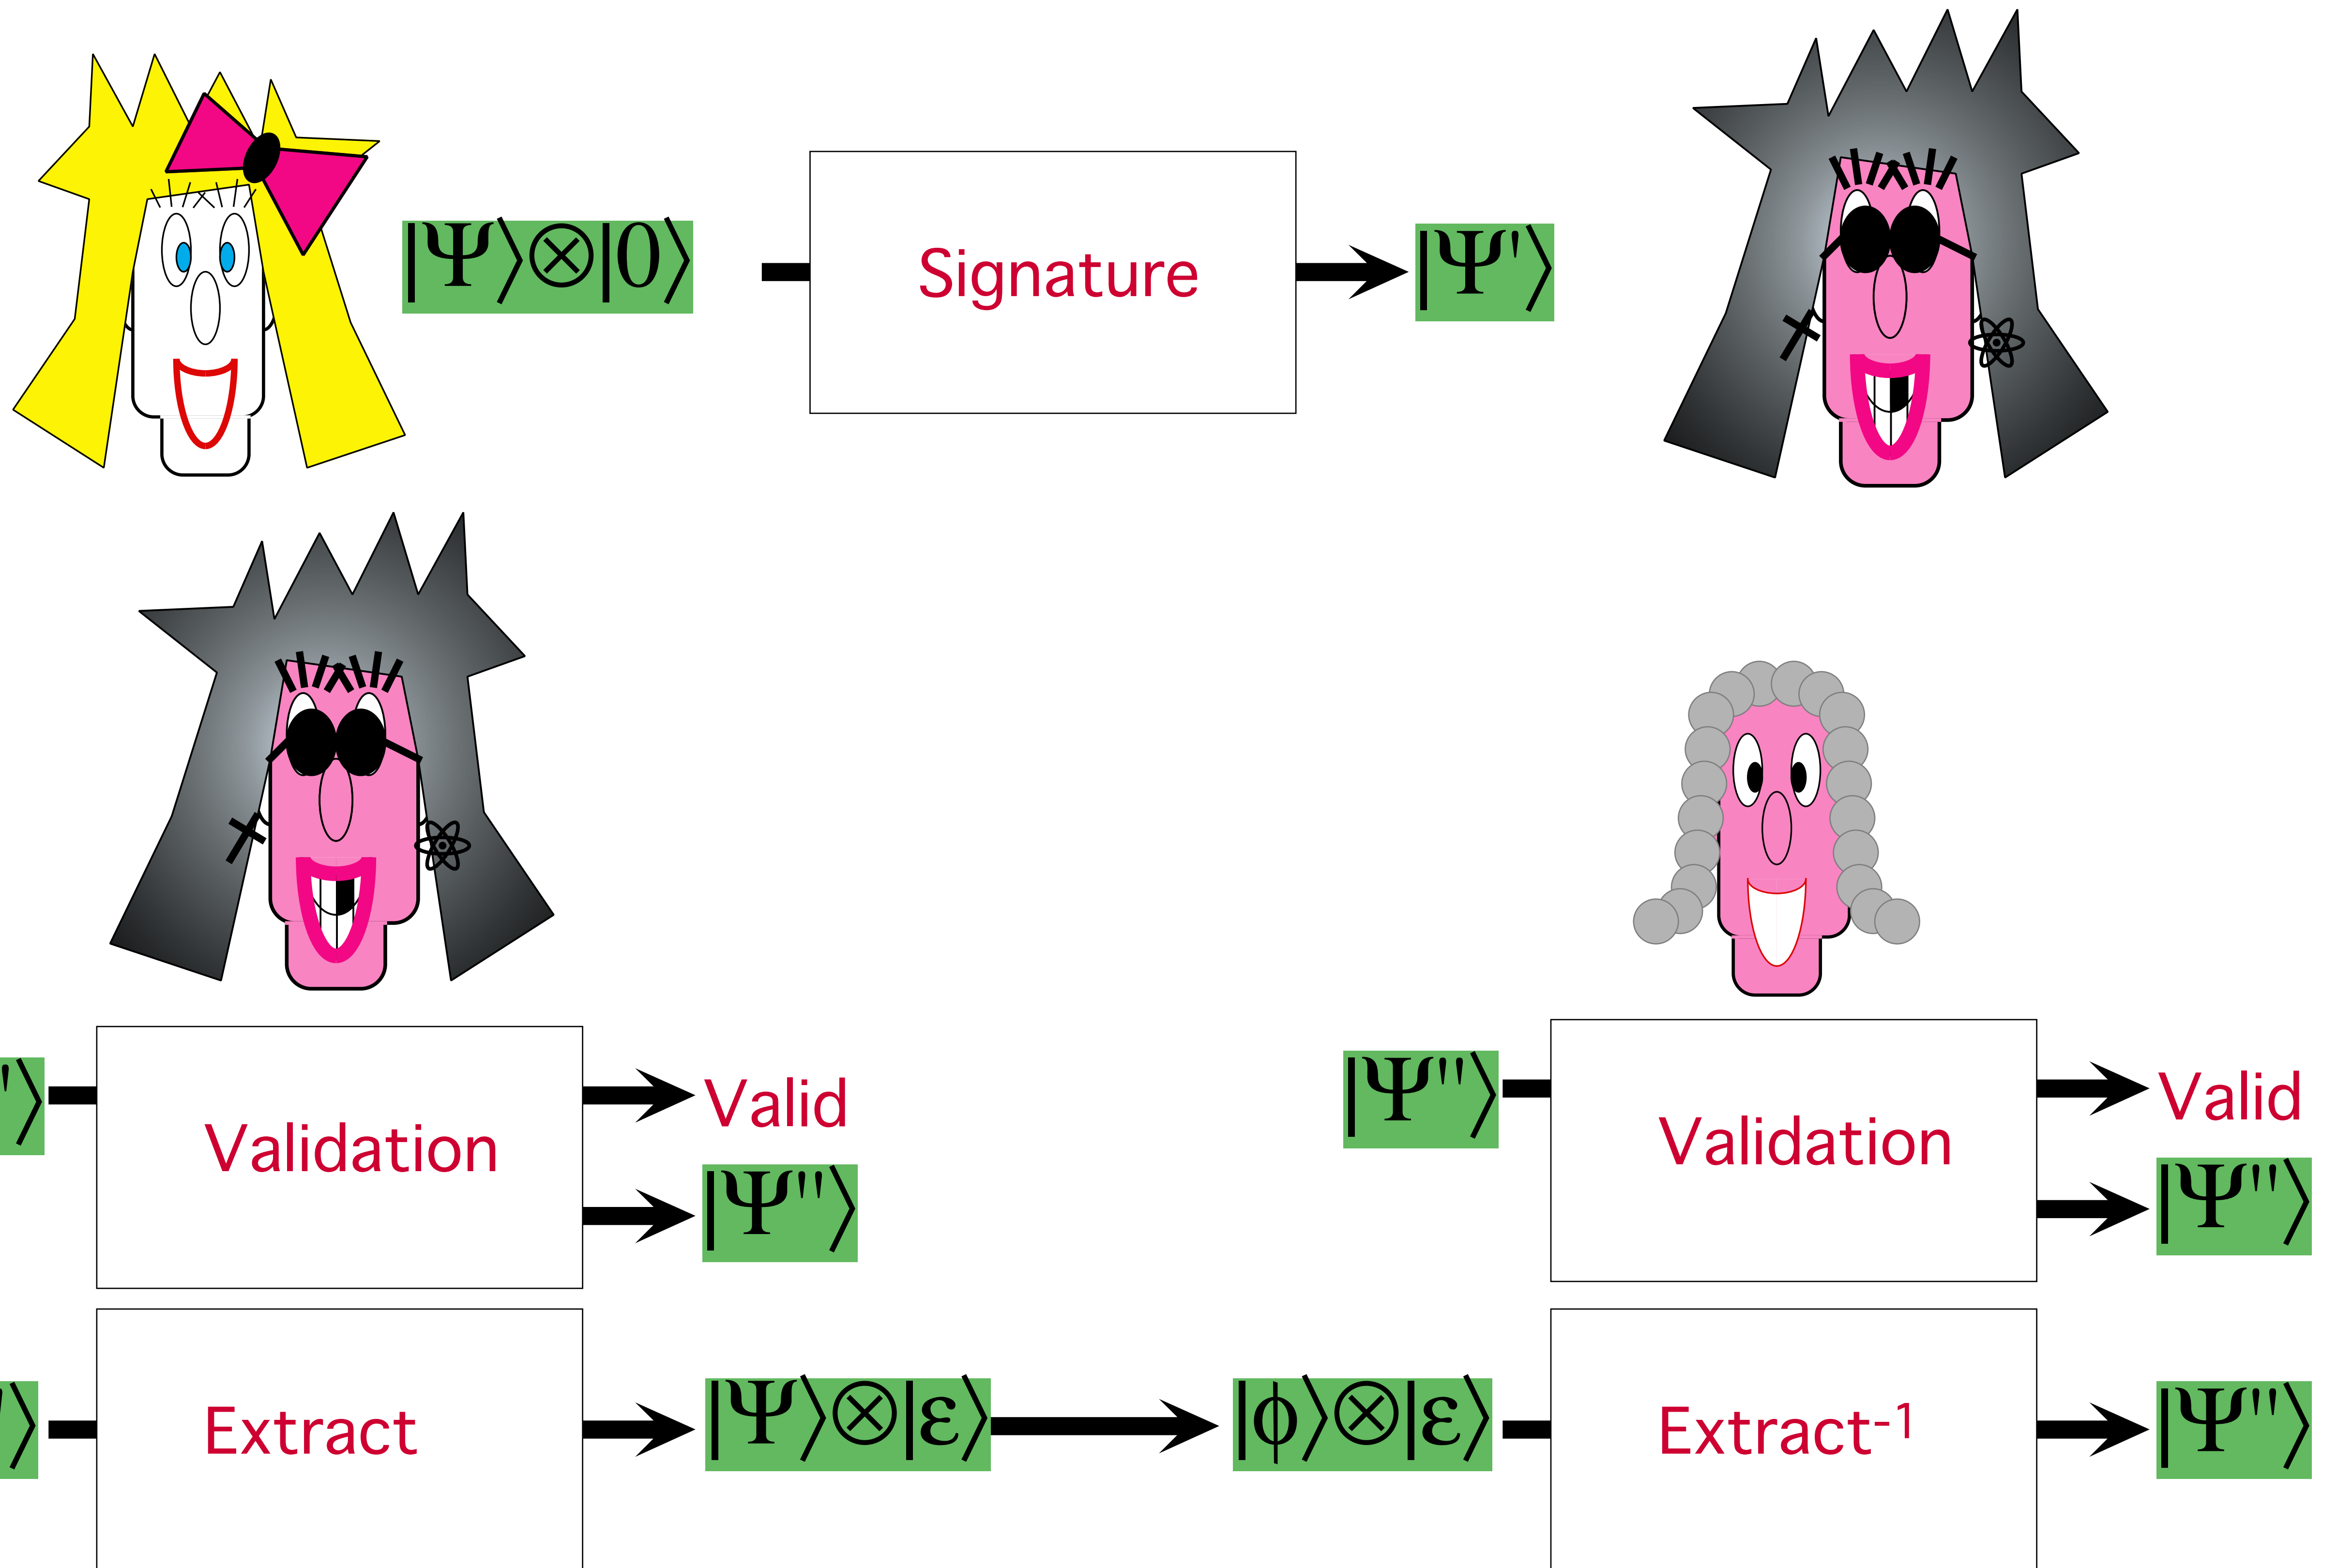 |Ψ⟩⊗|0⟩ Signature |Ψ'⟩
'⟩ Validation Valid |Ψ''⟩
|Ψ''⟩ Validation Valid |Ψ''⟩
⟩ Extract |Ψ⟩⊗|ε⟩ |ϕ⟩⊗|ε⟩ Extract⁻¹ |Ψ''⟩